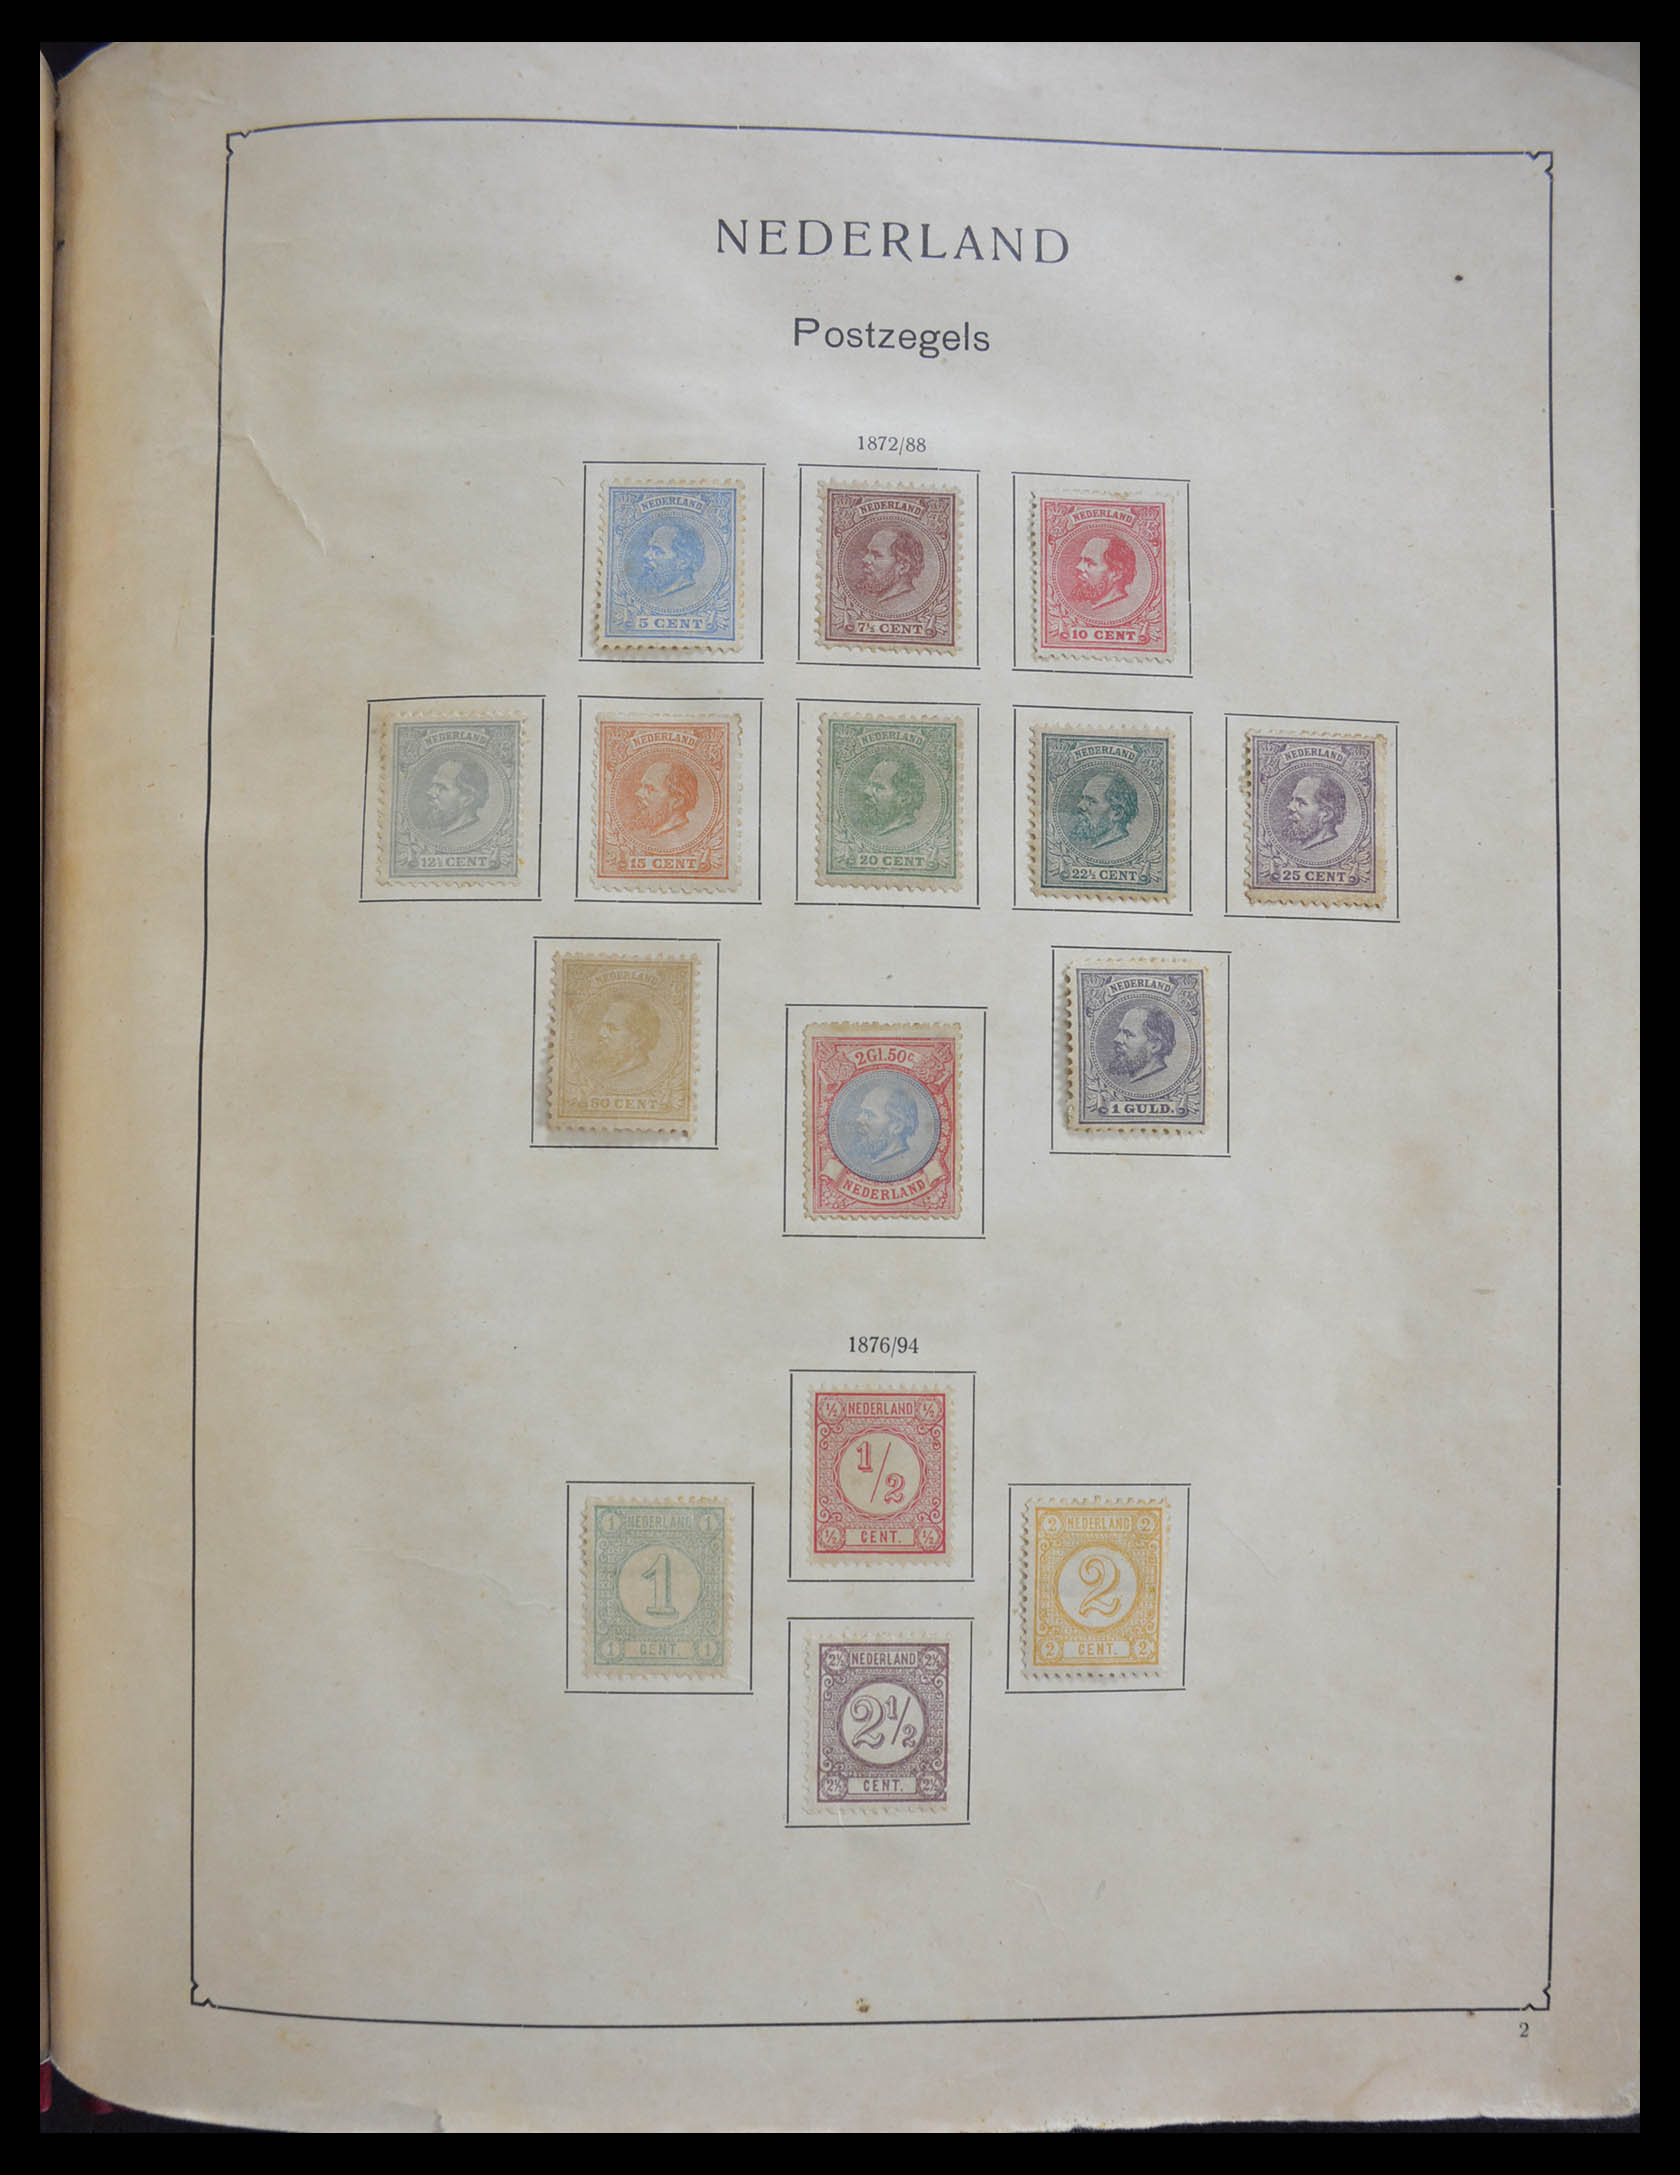 NEDERLAND
Postzegels
1872/88
NEDERLAND
5 CENT
NEDERLAND
7½ CENT
NEDERLAND
10 CENT
NEDERLAND
12½ CENT
NEDERLAND
15 CENT
NEDERLAND
20 CENT
NEDERLAND
22½ CENT
NEDERLAND
25 CENT
NEDERLAND
50 CENT
2Gl.50c
NEDERLAND
NEDERLAND
1 GULD.
1876/94
½ NEDERLAND ½
1/2
½ CENT. ½
1 NEDERLAND 1
1
1 CENT. 1
2 NEDERLAND 2
2
2 CENT. 2
2½ NEDERLAND 2½
2½
2½ CENT. 2½
2